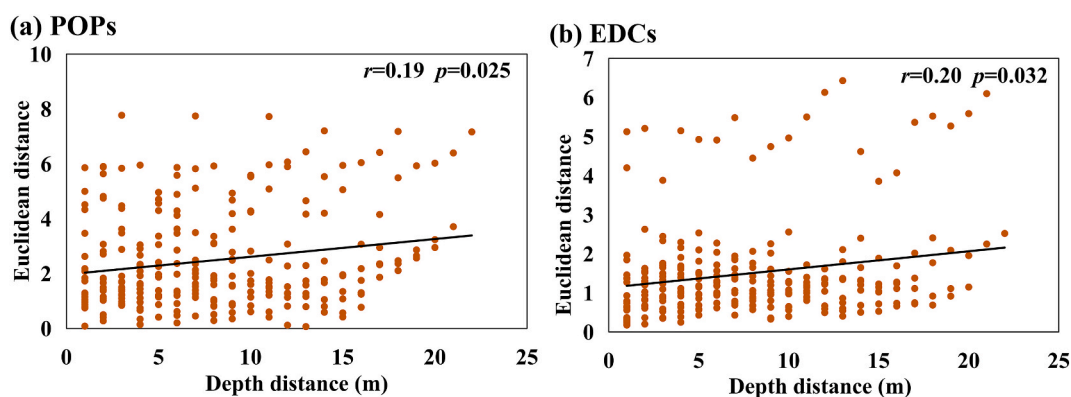 (a) POPs
r=0.19 p=0.025
Euclidean distance
10
8
6
4
2
0
0 5 10 15 20 25
Depth distance (m)
(b) EDCs
r=0.20 p=0.032
Euclidean distance
7
6
5
4
3
2
1
0
0 5 10 15 20 25
Depth distance (m)